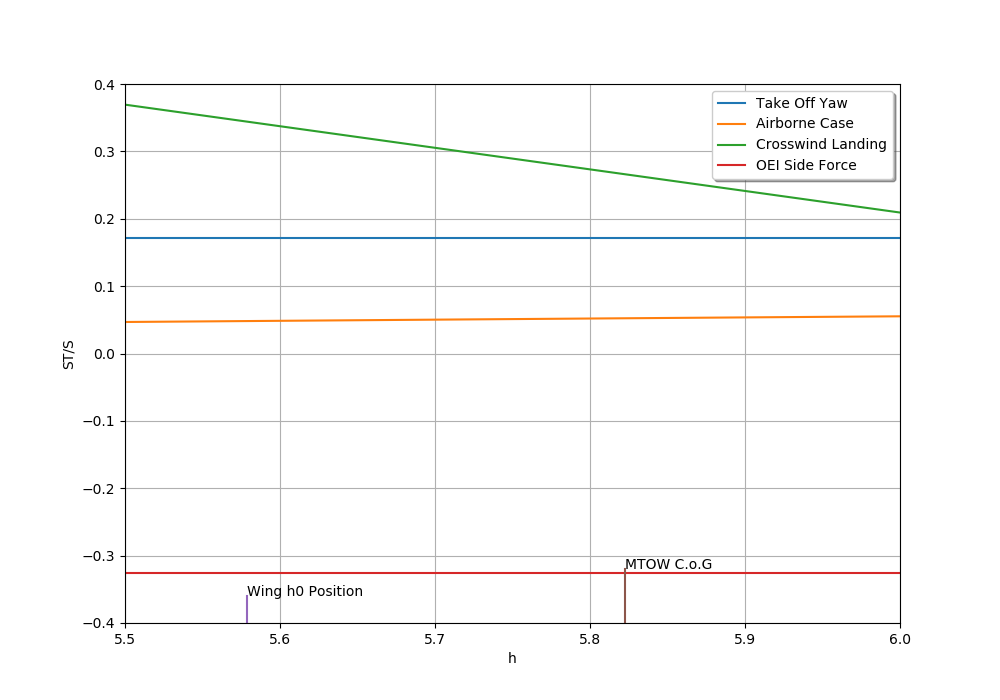 0.4
0.3
0.2
0.1
0.0
−0.1
−0.2
−0.3
−0.4
ST/S
Take Off Yaw
Airborne Case
Crosswind Landing
OEI Side Force
MTOW C.o.G
Wing h0 Position
5.5 5.6 5.7 5.8 5.9 6.0
h